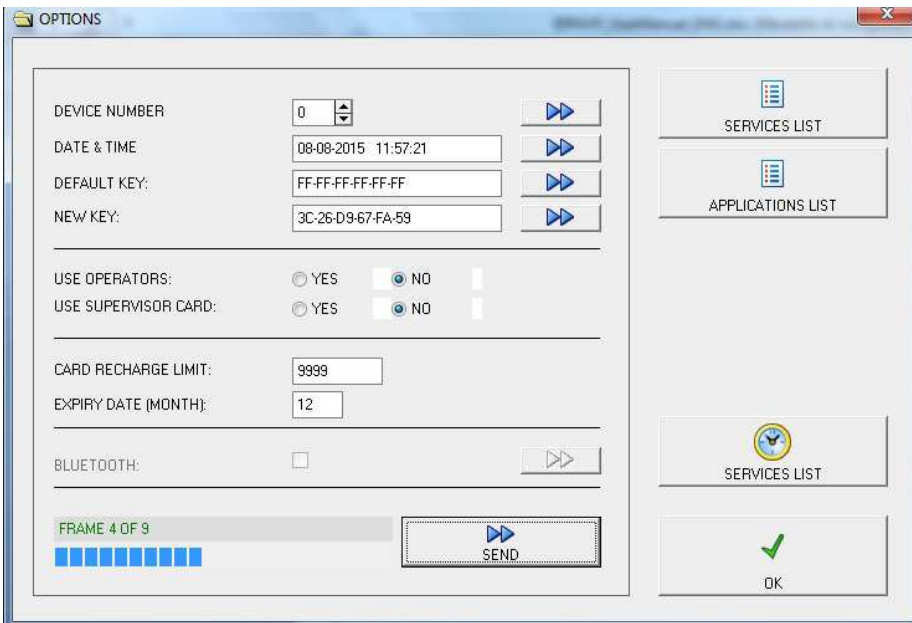 OPTIONS
DEVICE NUMBER 0
DATE & TIME 08-08-2015 11:57:21
DEFAULT KEY: FF-FF-FF-FF-FF-FF
NEW KEY: 3C-26-D9-67-FA-59
USE OPERATORS: YES NO
USE SUPERVISOR CARD: YES NO
CARD RECHARGE LIMIT: 9999
EXPIRY DATE (MONTH): 12
BLUETOOTH:
FRAME 4 OF 9
SEND
SERVICES LIST
APPLICATIONS LIST
SERVICES LIST
OK